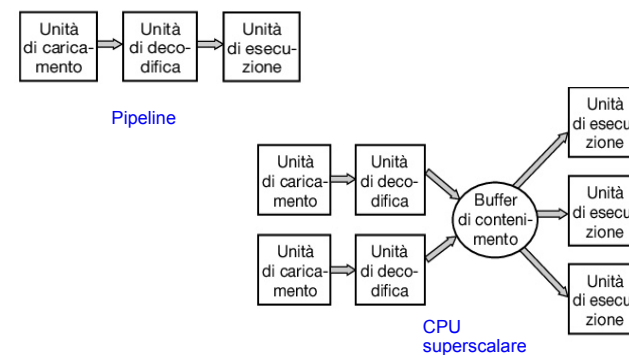 Unità
di carica-
mento
Unità
di deco-
difica
Unità
di esecu-
zione
Pipeline
Unità
di carica-
mento
Unità
di deco-
difica
Unità
di carica-
mento
Unità
di deco-
difica
Buffer
di conteni-
mento
Unità
di esecu
zione
Unità
di esecu
zione
Unità
di esecu
zione
CPU
superscalare